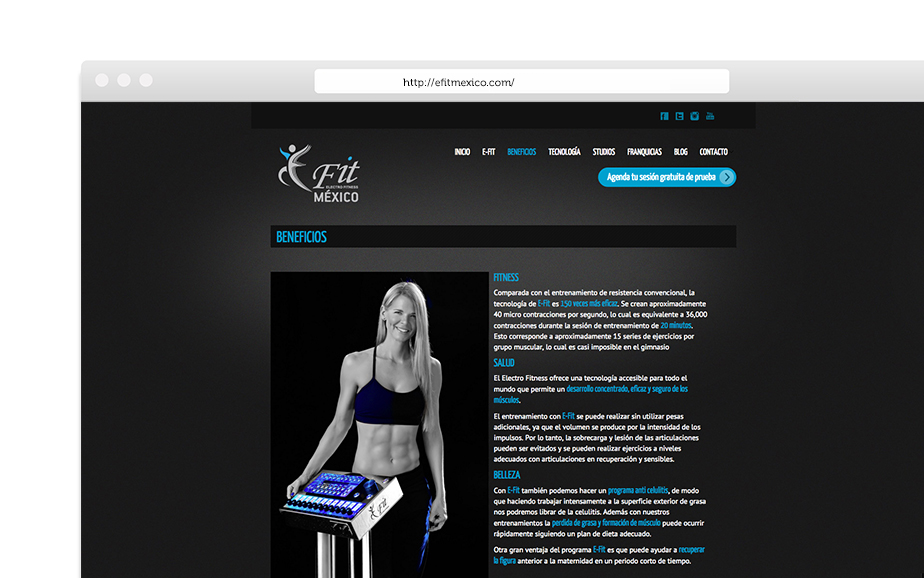 http://efitmexico.com/
Fit
ELECTRO FITNESS
MÉXICO
INICIO E-FIT BENEFICIOS TECNOLOGÍA STUDIOS FRANQUICIAS BLOG CONTACTO
Agenda tu sesión gratuita de prueba
BENEFICIOS
FITNESS
Comparada con el entrenamiento de resistencia convencional, la
tecnología de E-Fit es 150 veces más eficaz. Se crean aproximadamente
40 micro contracciones por segundo, lo cual es equivalente a 36,000
contracciones durante la sesión de entrenamiento de 20 minutos.
Esto corresponde a aproximadamente 15 series de ejercicios por
grupo muscular, lo cual es casi imposible en el gimnasio
SALUD
El Electro Fitness ofrece una tecnología accesible para todo el
mundo que permite un desarrollo concentrado, eficaz y seguro de los
músculos.
El entrenamiento con E-Fit se puede realizar sin utilizar pesas
adicionales, ya que el volumen se produce por la intensidad de los
impulsos. Por lo tanto, la sobrecarga y lesión de las articulaciones
pueden ser evitados y se pueden realizar ejercicios a niveles
adecuados con articulaciones en recuperación y sensibles.
BELLEZA
Con E-Fit también podemos hacer un programa anti celulitis, de modo
que haciendo trabajar intensamente a la superficie exterior de grasa
nos podremos librar de la celulitis. Además con nuestros
entrenamientos la perdida de grasa y formación de músculo puede ocurrir
rápidamente siguiendo un plan de dieta adecuado.
Otra gran ventaja del programa E-Fit es que puede ayudar a recuperar
la figura anterior a la maternidad en un periodo corto de tiempo.
Fit